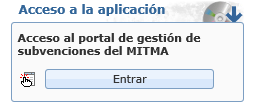 Acceso a la aplicación
Acceso al portal de gestión de
subvenciones del MITMA
Entrar